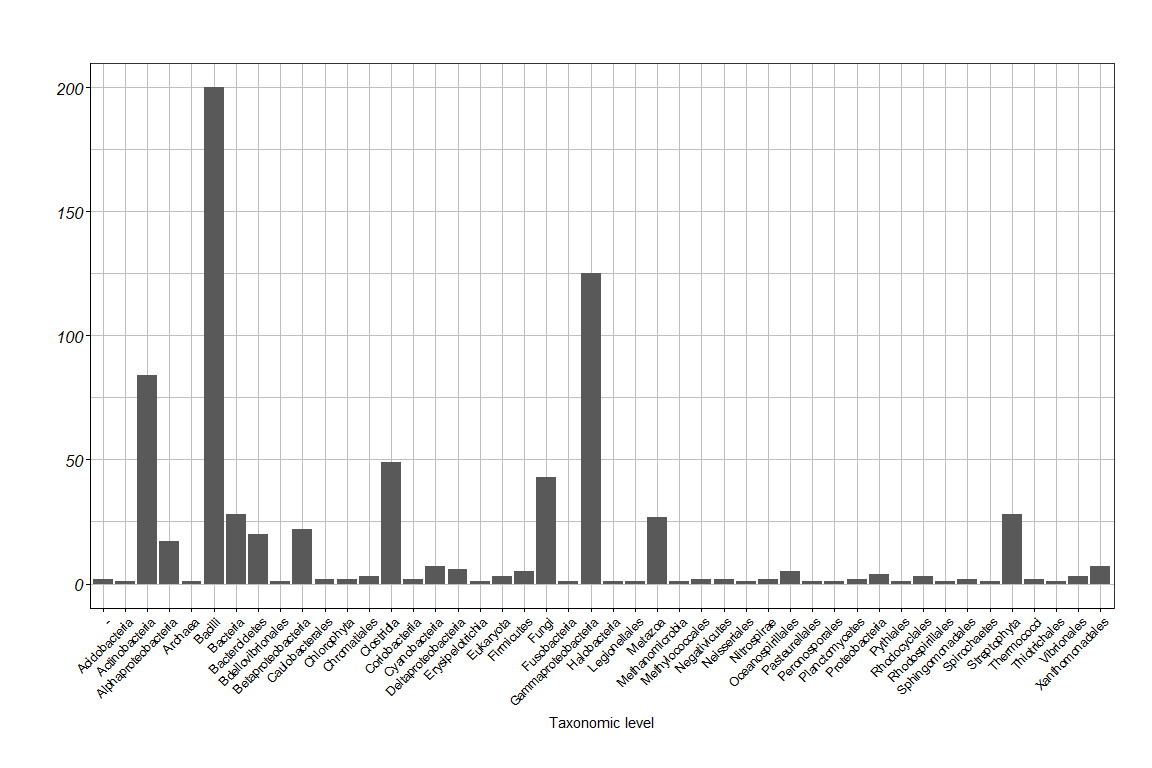 200
150
100
50
0
-
Acidobacteria
Actinobacteria
Alphaproteobacteria
Archaea
Bacilli
Bacteria
Bacteroidetes
Bdellovibrionales
Betaproteobacteria
Caulobacterales
Chlorophyta
Chromatiales
Clostridia
Coriobacteriia
Cyanobacteria
Deltaproteobacteria
Erysipelotrichia
Eukaryota
Firmicutes
Fungi
Fusobacteriia
Gammaproteobacteria
Halobacteria
Legionellales
Metazoa
Methanomicrobia
Methylococcales
Negativicutes
Neisseriales
Nitrospirae
Oceanospirillales
Pasteurellales
Peronosporales
Planctomycetes
Proteobacteria
Pythiales
Rhodocyclales
Rhodospirillales
Sphingomonadales
Spirochaetes
Streptophyta
Thermococci
Thiotrichales
Vibrionales
Xanthomonadales
Taxonomic level